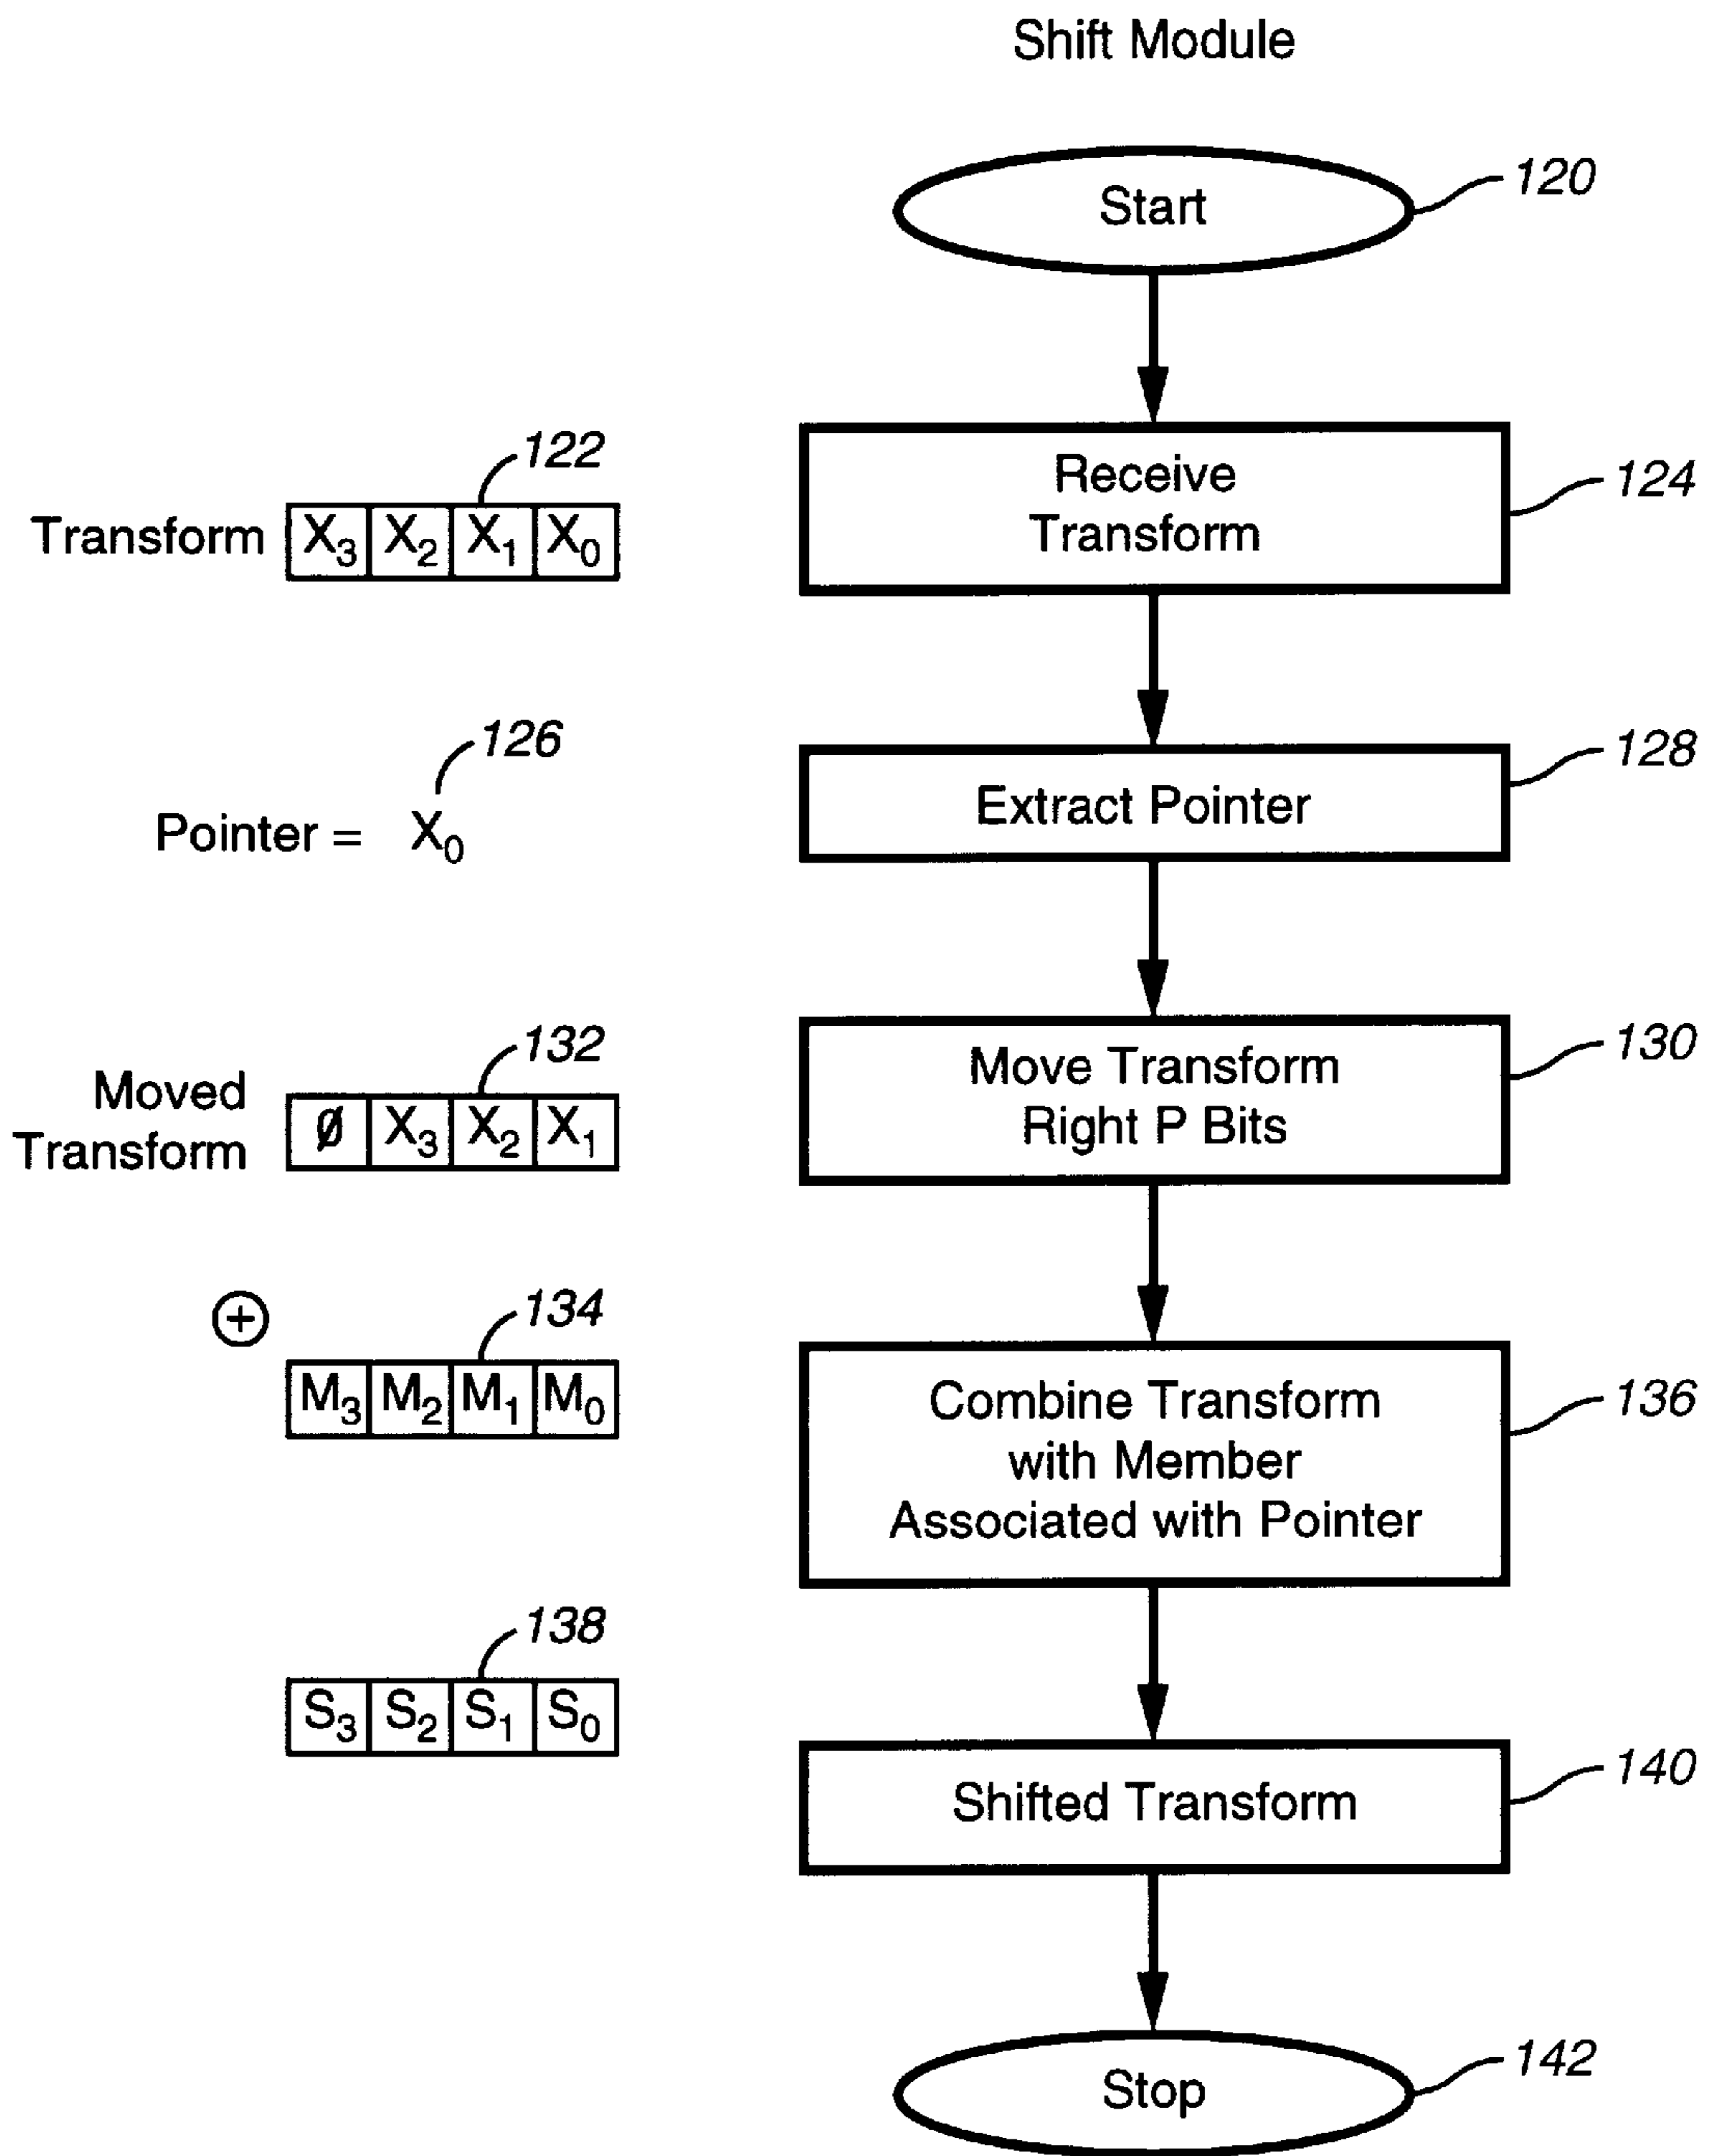 Shift Module
Start
120
122
Transform X3 X2 X1 X0
Receive
Transform
124
126
Pointer = X0
Extract Pointer
128
132
Moved
Transform
Ø X3 X2 X1
Move Transform
Right P Bits
130
134
⊕
M3 M2 M1 M0
Combine Transform
with Member
Associated with Pointer
136
138
S3 S2 S1 S0
Shifted Transform
140
Stop
142